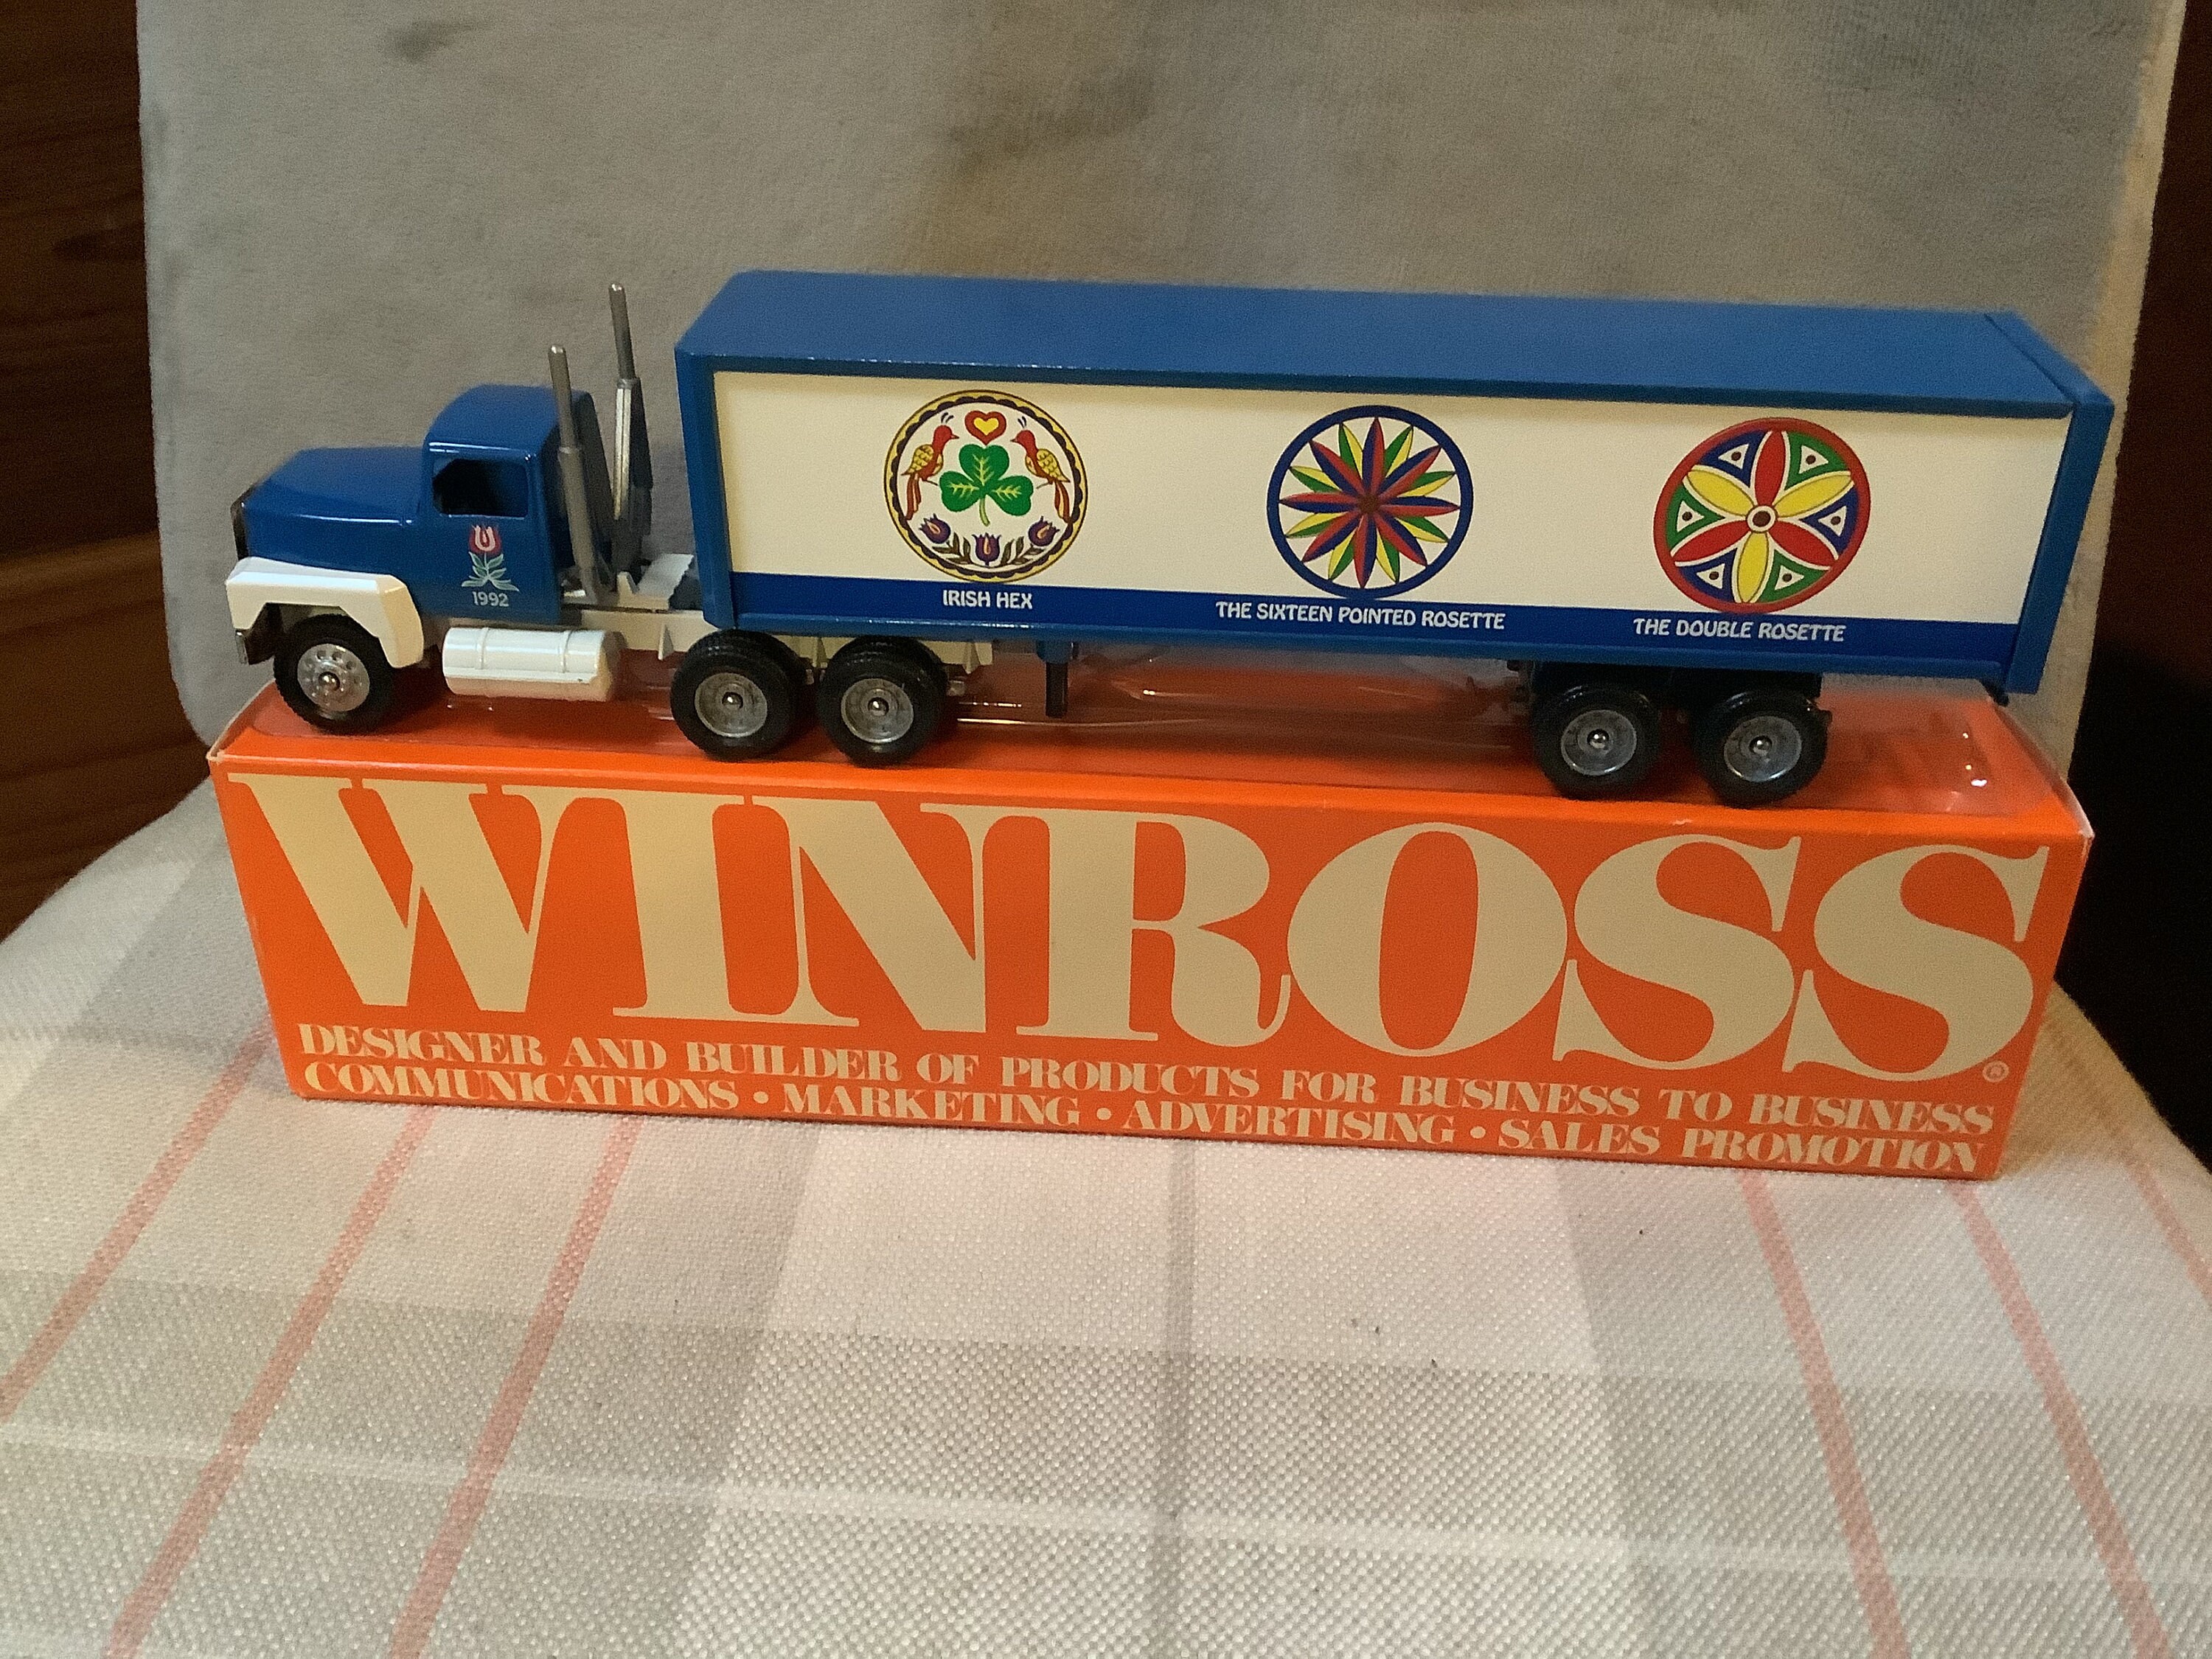 1992
IRISH HEX
THE SIXTEEN POINTED ROSETTE
THE DOUBLE ROSETTE
WINROSS®
DESIGNER AND BUILDER OF PRODUCTS FOR BUSINESS TO BUSINESS
COMMUNICATIONS • MARKETING • ADVERTISING • SALES PROMOTION